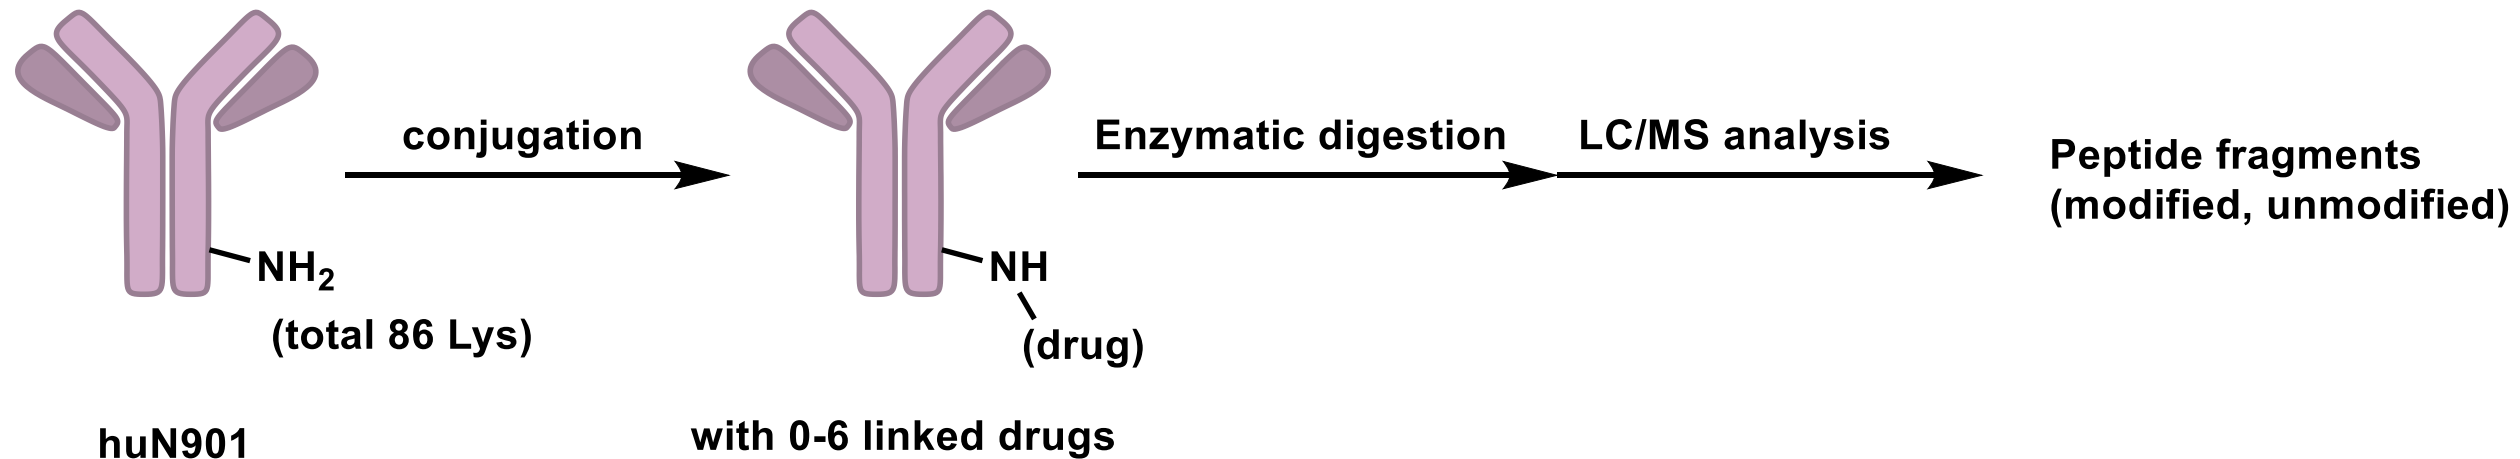 conjugation
Enzymatic digestion
LC/MS analysis
Peptide fragments
(modified, unmodified)
NH2
(total 86 Lys)
NH
(drug)
huN901
with 0-6 linked drugs